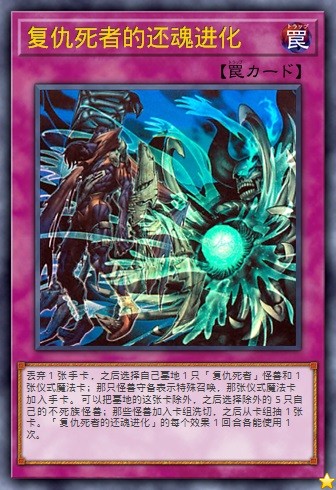 复仇死者的还魂进化
トラップ
罠
【罠カード】
丢弃1张手卡，之后选择自己墓地1只「复仇死者」怪兽和1
张仪式魔法卡；那只怪兽守备表示特殊召唤，那张仪式魔法卡
加入手卡。可以把墓地的这张卡除外，之后选择除外的5只自
己的不死族怪兽；那些怪兽加入卡组洗切，之后从卡组抽1张
卡。「复仇死者的还魂进化」的每个效果1回合各能使用1
次。